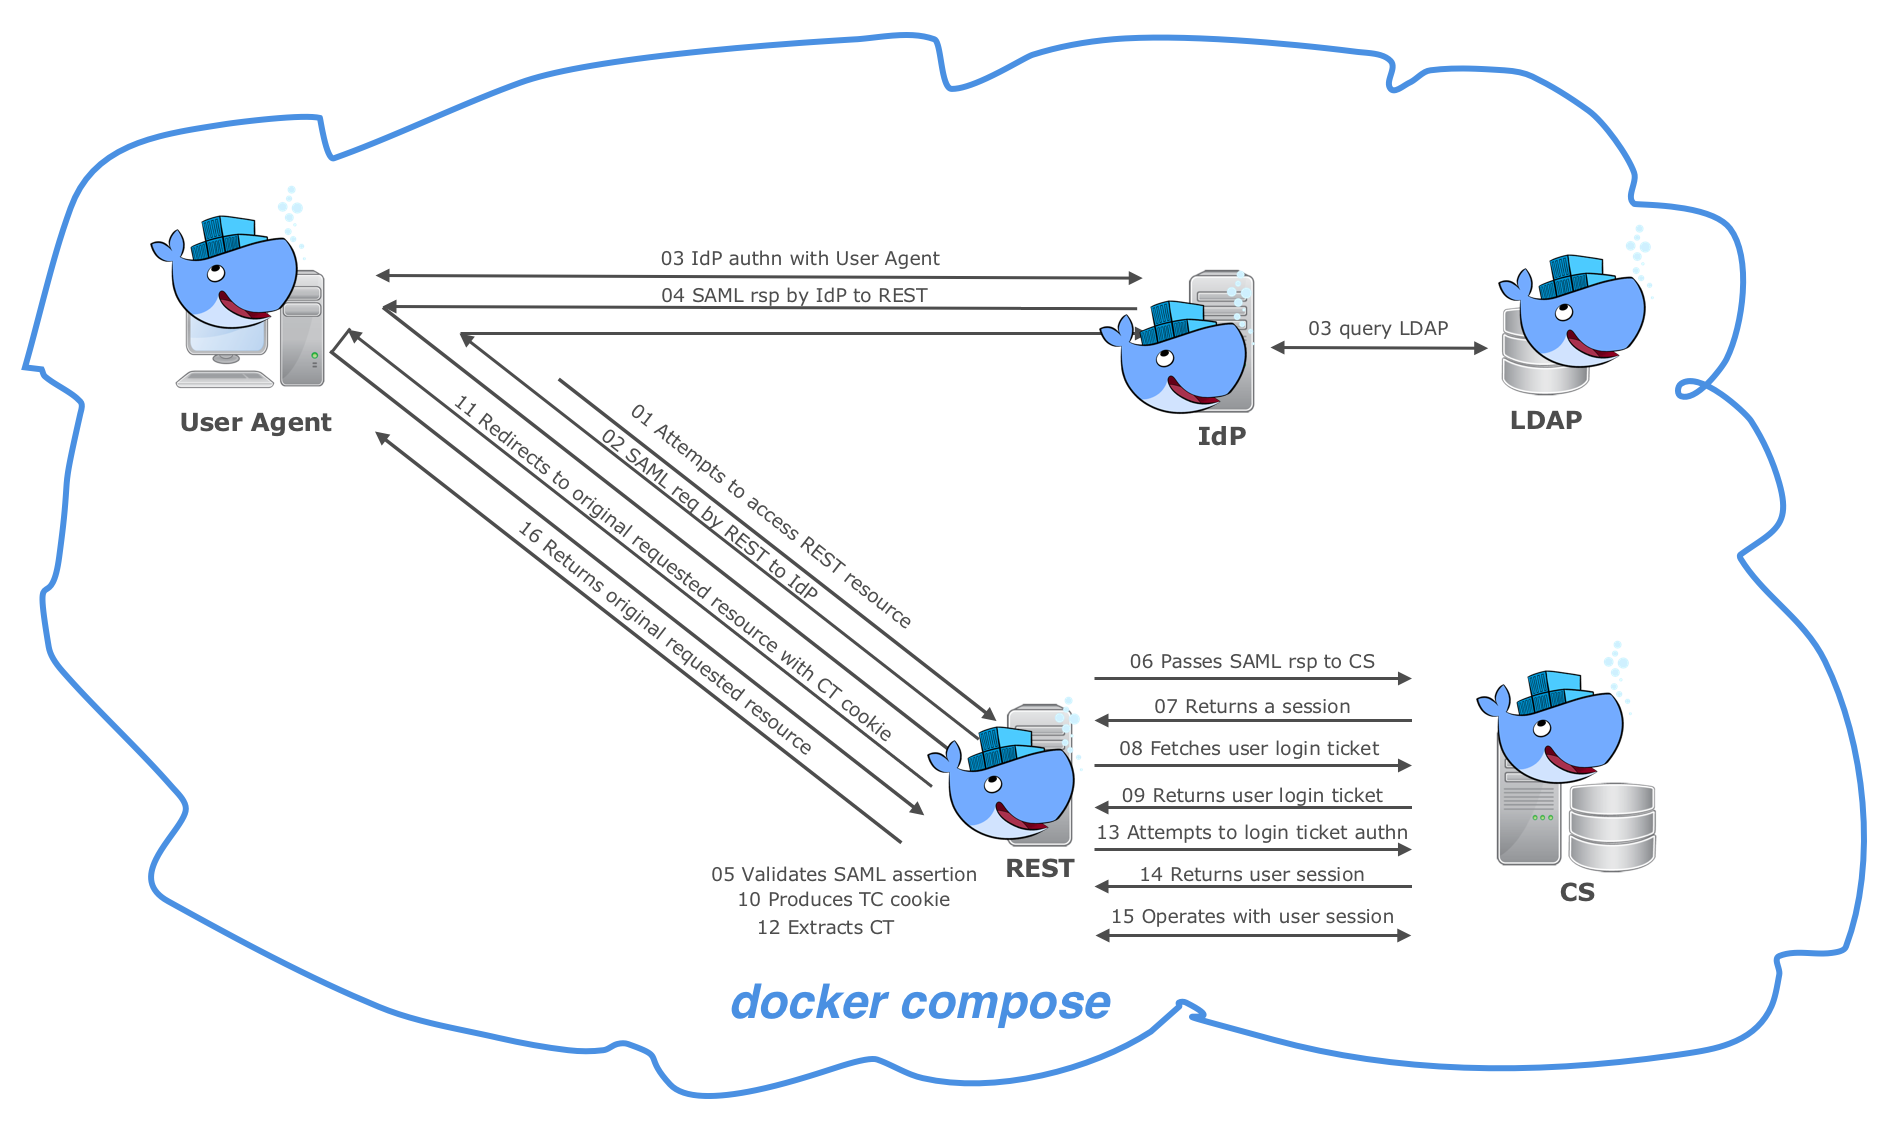 03 IdP authn with User Agent
04 SAML rsp by IdP to REST
03 query LDAP
User Agent
IdP
LDAP
01 Attempts to access REST resource
02 SAML req by REST to IdP
11 Redirects to original requested resource with CT cookie
16 Returns original requested resource
06 Passes SAML rsp to CS
07 Returns a session
08 Fetches user login ticket
09 Returns user login ticket
13 Attempts to login ticket authn
14 Returns user session
15 Operates with user session
REST
CS
05 Validates SAML assertion
10 Produces TC cookie
12 Extracts CT
docker compose